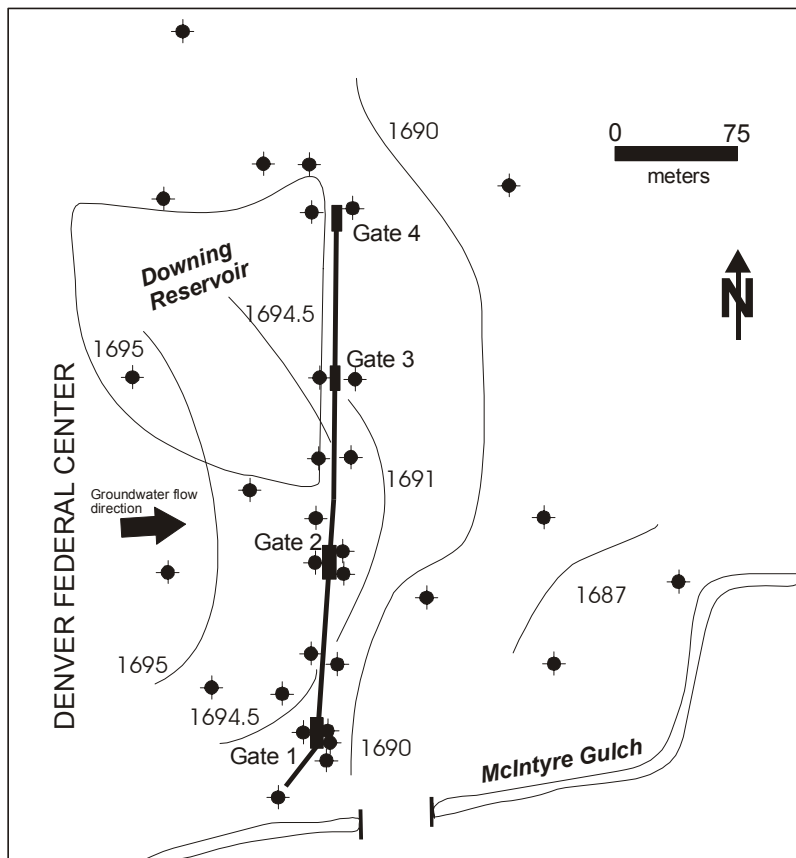 1690
0 75
meters
Gate 4
Downing
Reservoir
N
1694.5
1695
Gate 3
DENVER FEDERAL CENTER
1691
Groundwater flow
direction
Gate 2
1687
1695
1694.5
Gate 1
1690
McIntyre Gulch